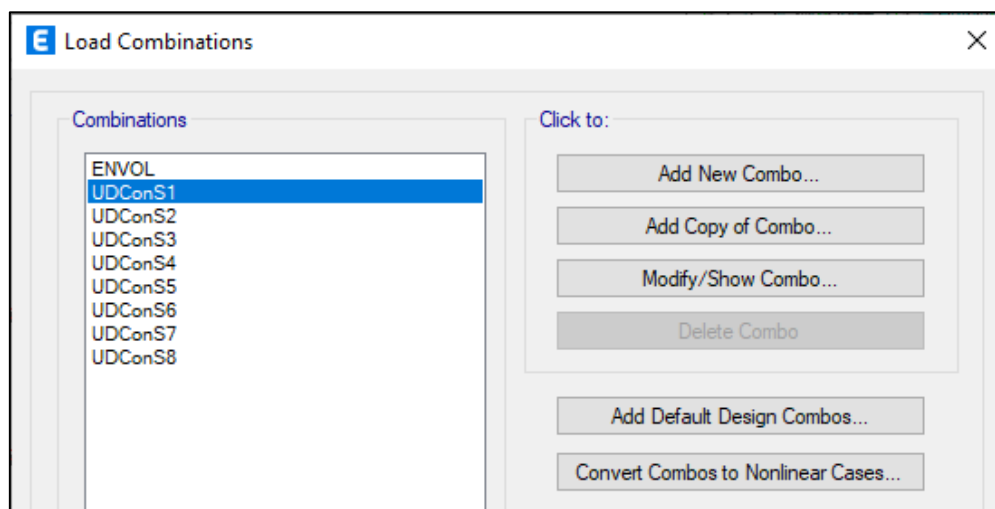 E Load Combinations
Combinations
ENVOL
UDConS1
UDConS2
UDConS3
UDConS4
UDConS5
UDConS6
UDConS7
UDConS8
Click to:
Add New Combo...
Add Copy of Combo...
Modify/Show Combo...
Delete Combo
Add Default Design Combos...
Convert Combos to Nonlinear Cases...